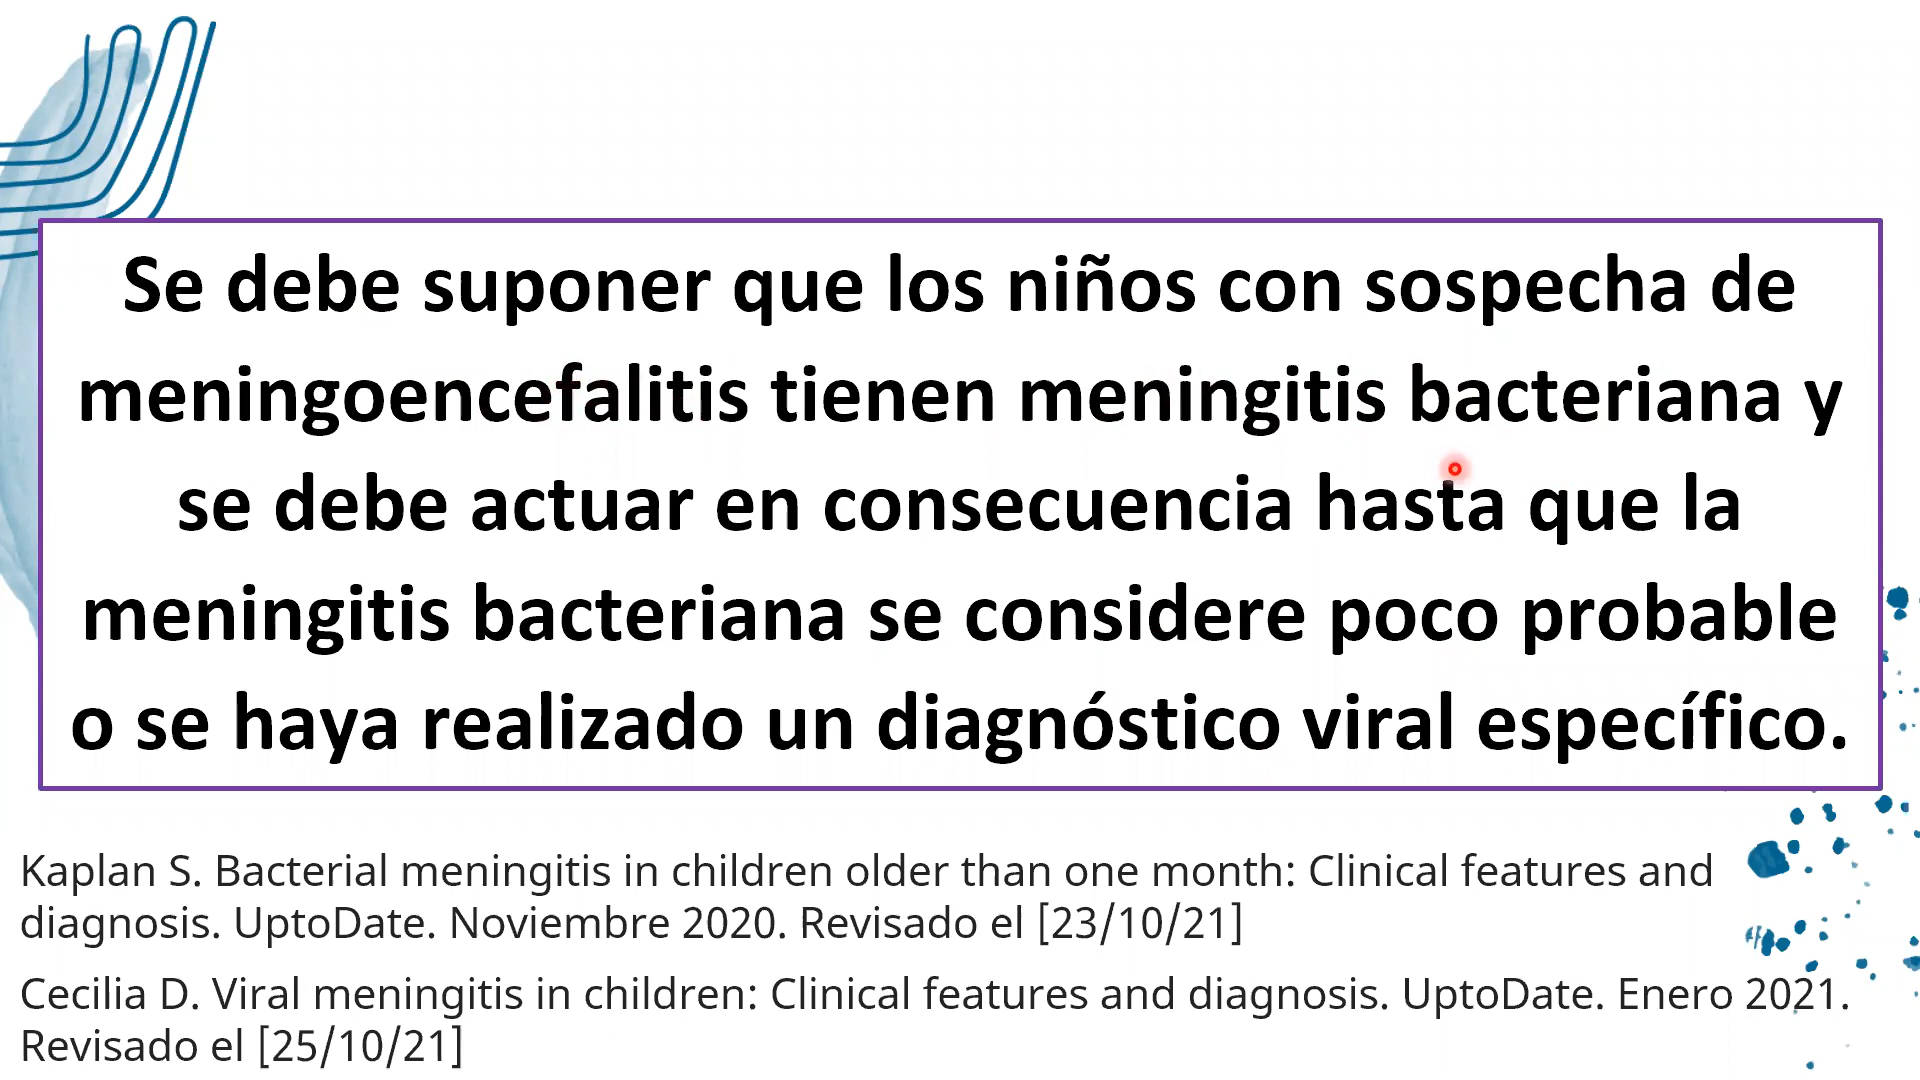 Se debe suponer que los niños con sospecha de
meningoencefalitis tienen meningitis bacteriana y
se debe actuar en consecuencia hasta que la
meningitis bacteriana se considere poco probable
o se haya realizado un diagnóstico viral específico.
Kaplan S. Bacterial meningitis in children older than one month: Clinical features and
diagnosis. UptoDate. Noviembre 2020. Revisado el [23/10/21]
Cecilia D. Viral meningitis in children: Clinical features and diagnosis. UptoDate. Enero 2021.
Revisado el [25/10/21]